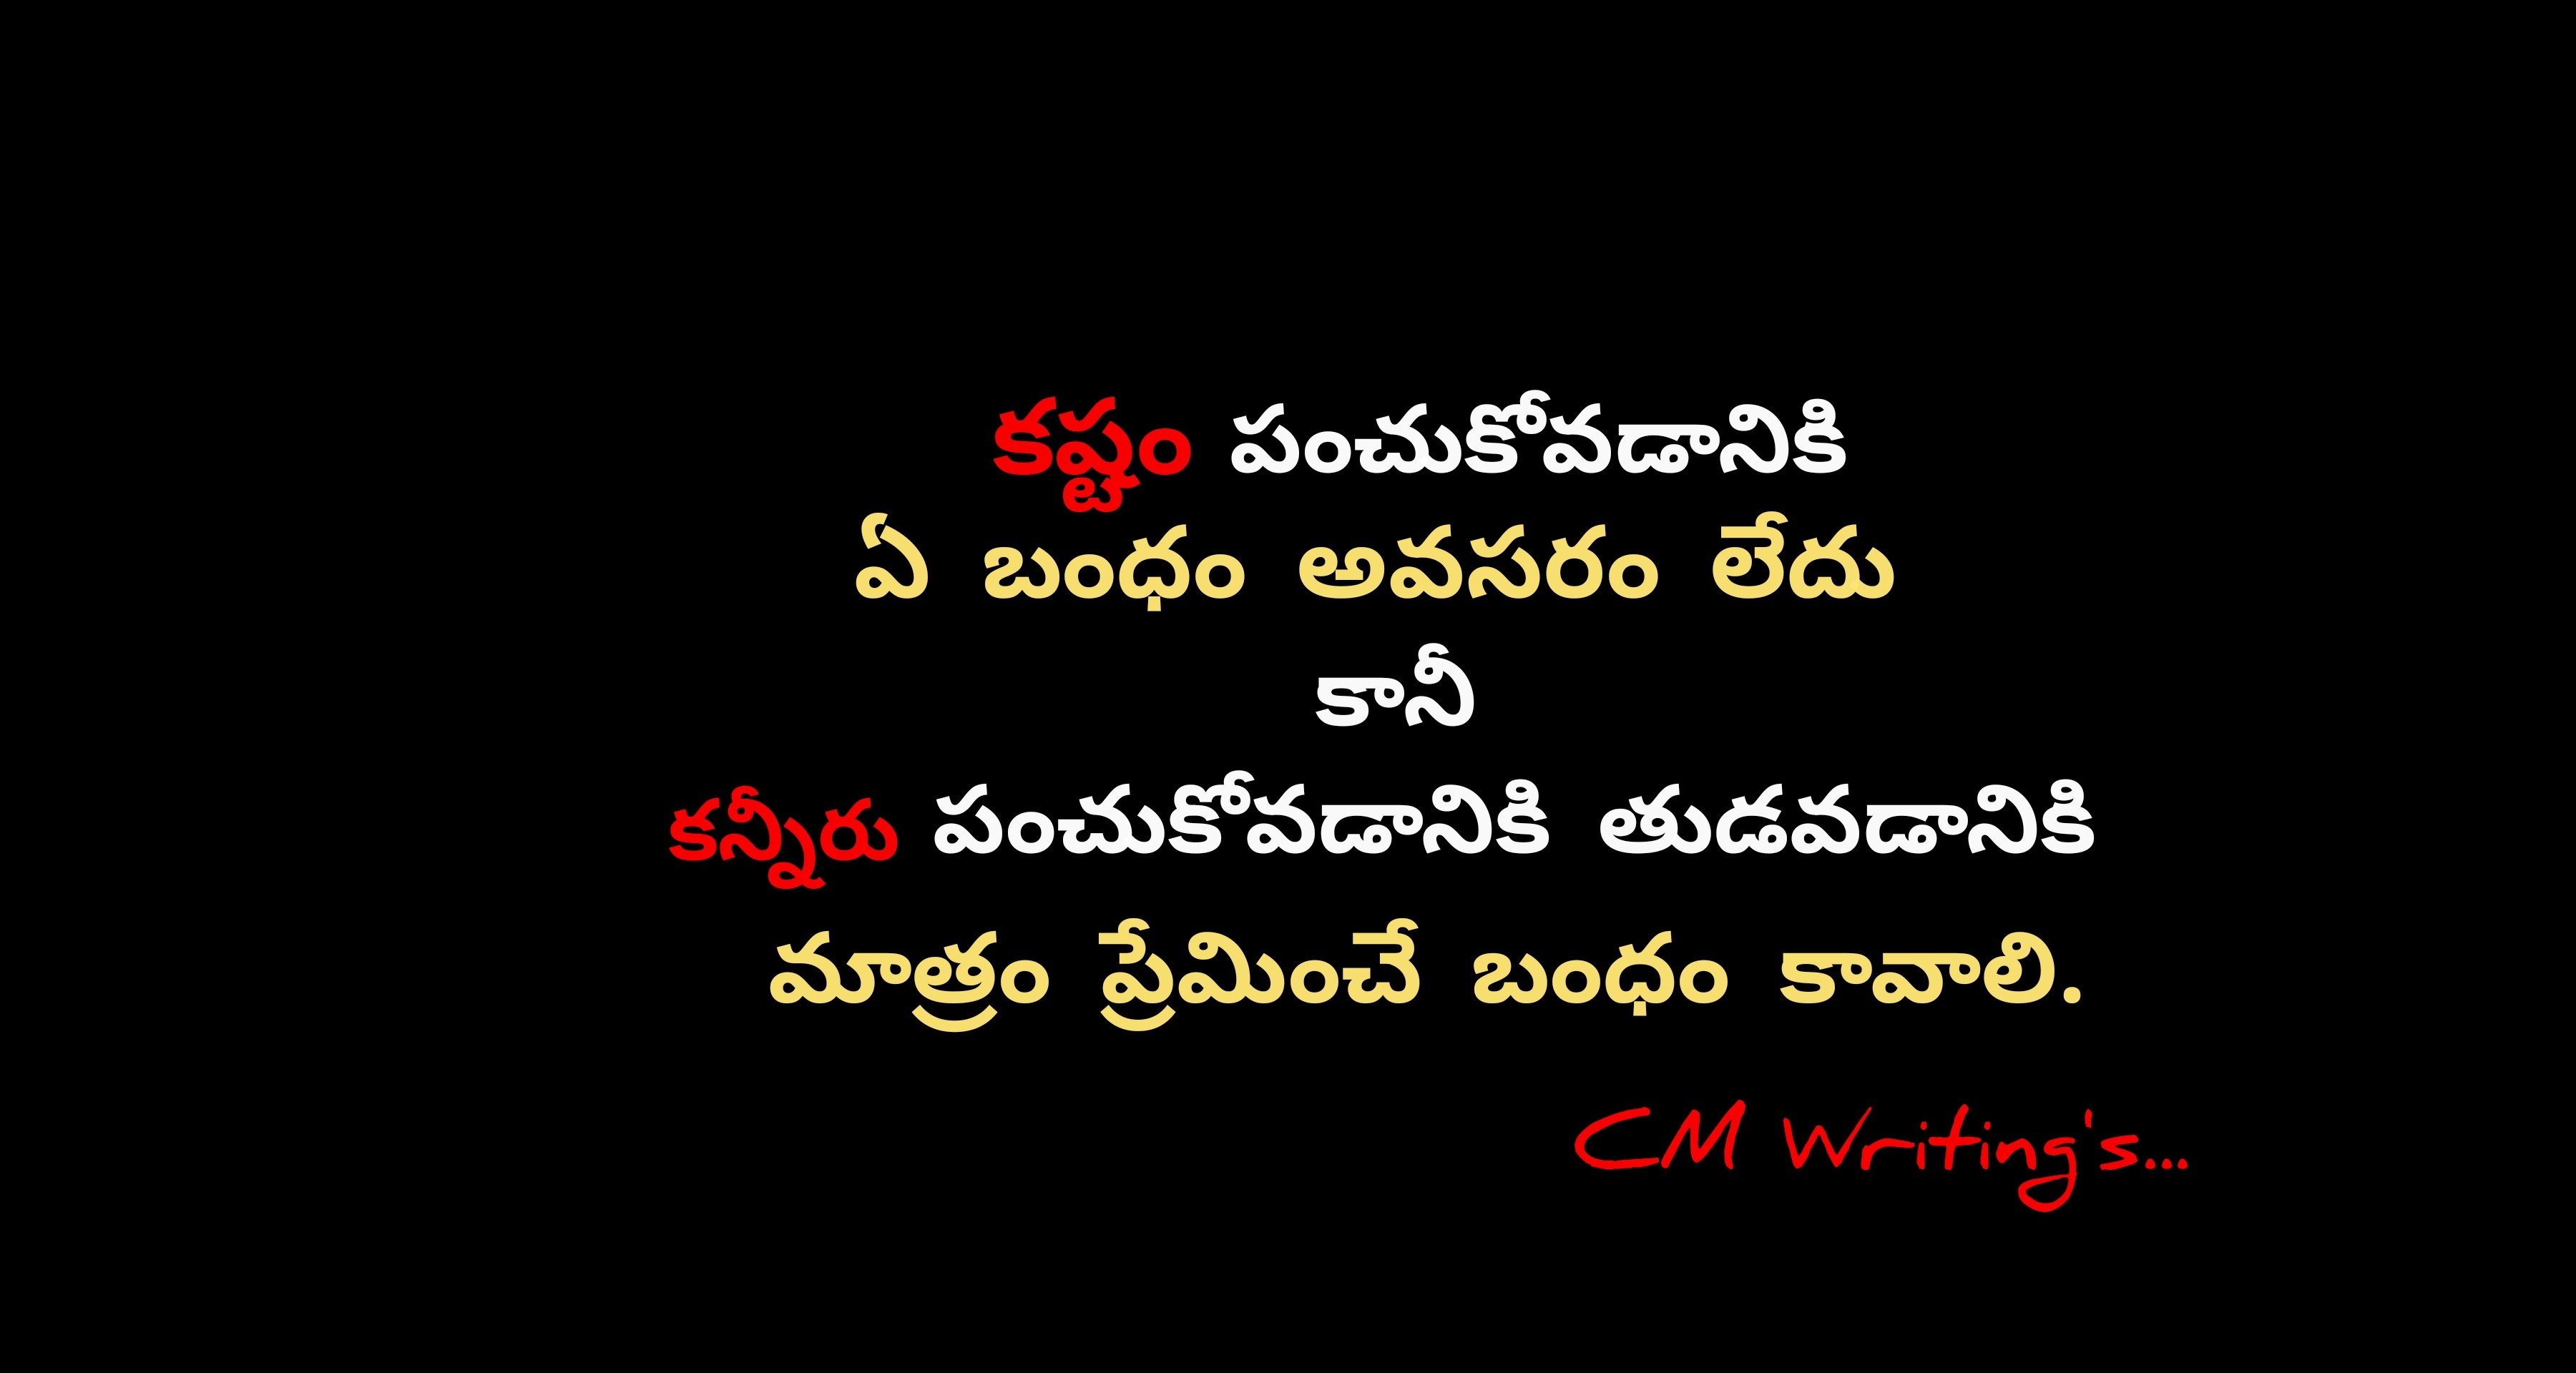 కష్టం పంచుకోవడానికి
ఏ బంధం అవసరం లేదు
కానీ
కన్నీరు పంచుకోవడానికి తుడవడానికి
మాత్రం ప్రేమించే బంధం కావాలి.
CM Writing's...